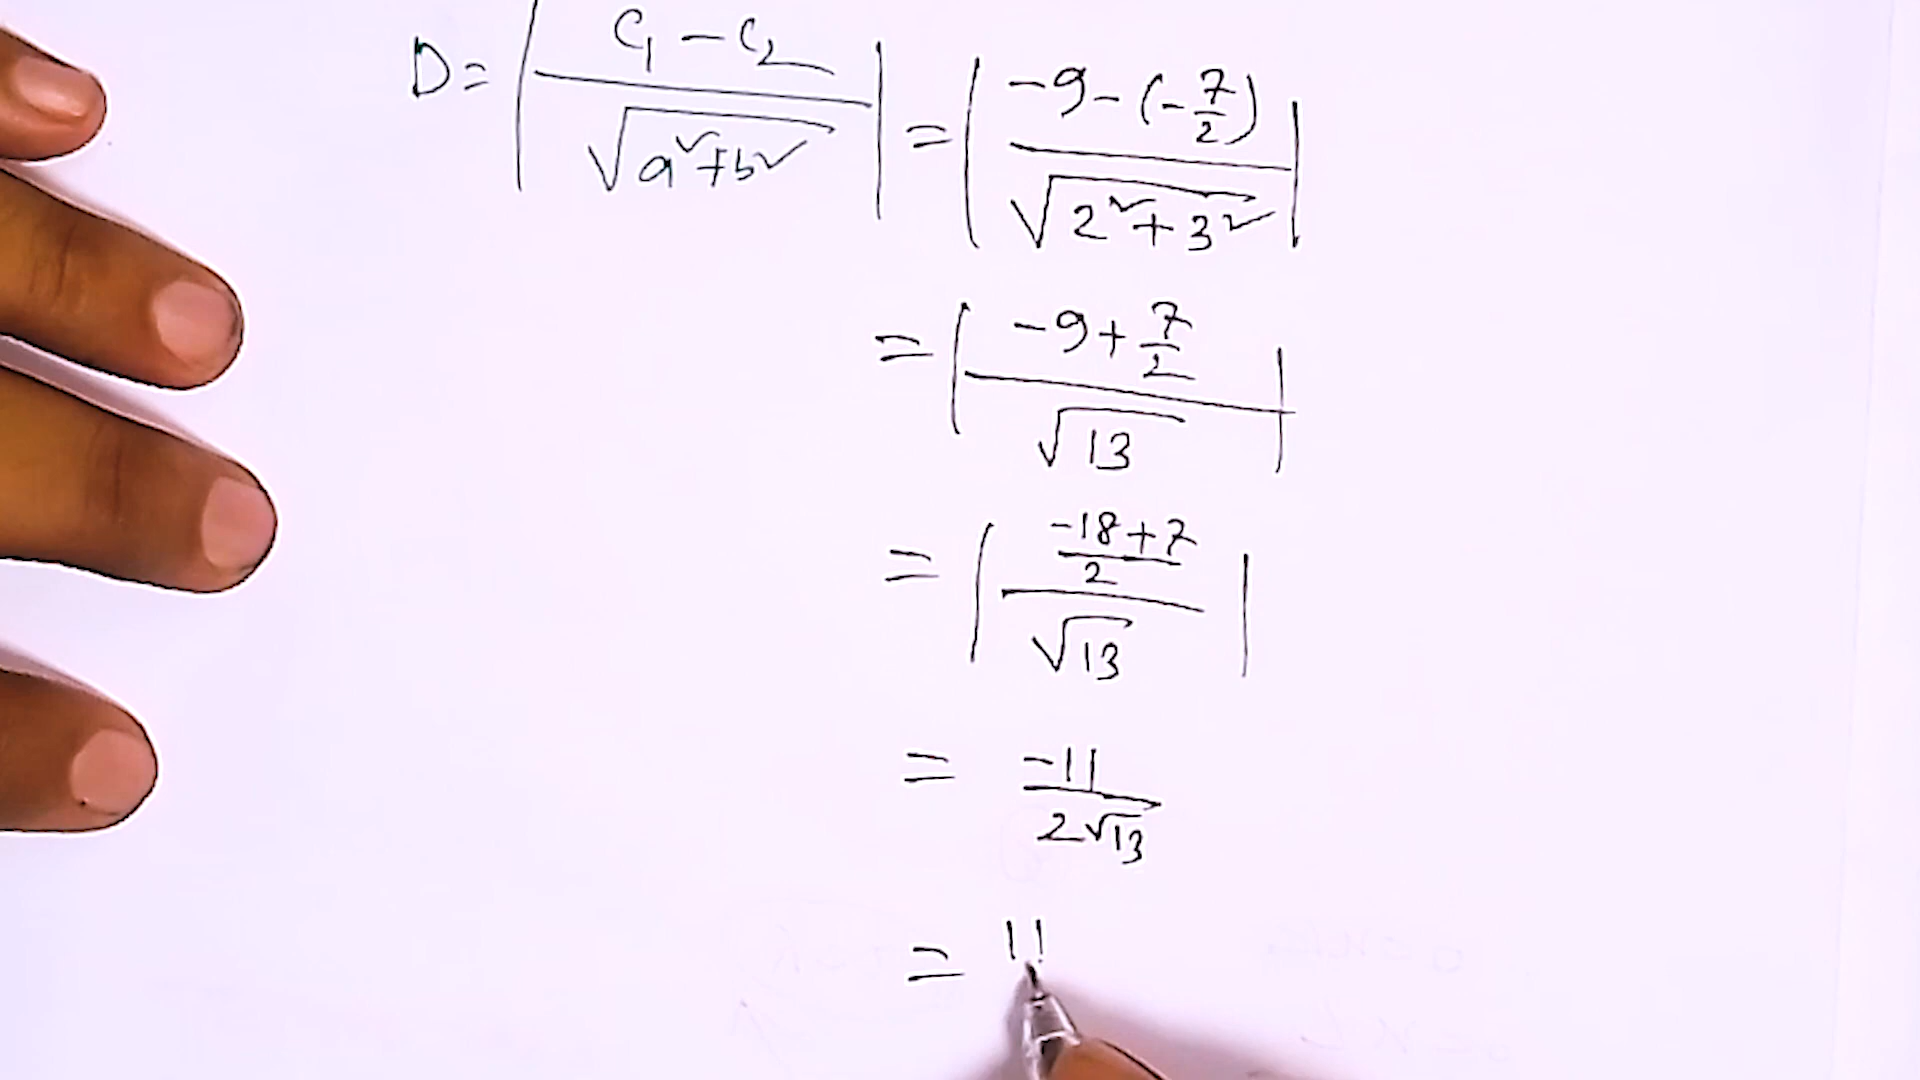 D = |(C₁ - C₂)/√(a² + b²)| = |(-9 - (-7/2))/√(2² + 3²)|
= |(-9 + 7/2)/√13|
= |((-18 + 7)/2)/√13|
= -11/(2√13)
= 11